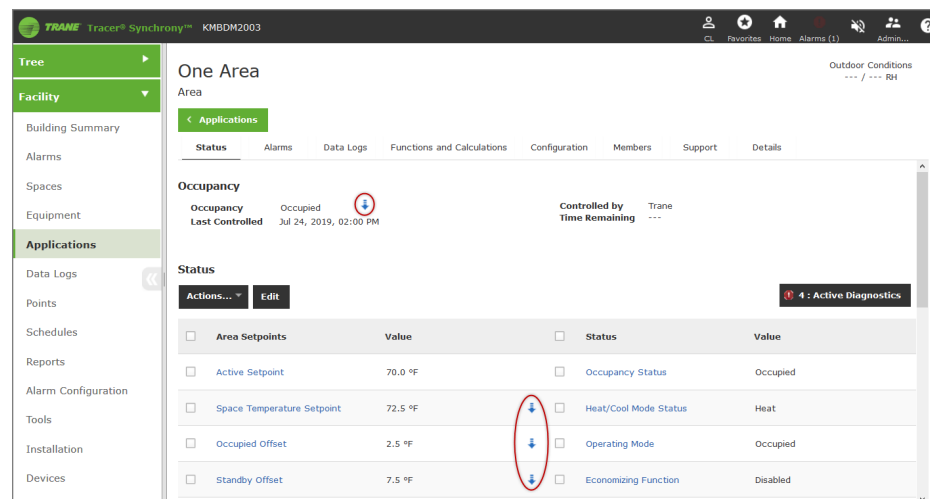 TRANE Tracer® Synchrony™ KMBDM2003
CL Favorites Home Alarms (1) Admin...
Tree
Facility
Building Summary
Alarms
Spaces
Equipment
Applications
Data Logs
Points
Schedules
Reports
Alarm Configuration
Tools
Installation
Devices
One Area
Area
Outdoor Conditions
--- / --- RH
Applications
Status Alarms Data Logs Functions and Calculations Configuration Members Support Details
Occupancy
Occupancy Occupied Controlled by Trane
Last Controlled Jul 24, 2019, 02:00 PM Time Remaining ---
Status
Actions... Edit 4 : Active Diagnostics
Area Setpoints Value Status Value
Active Setpoint 70.0 °F Occupancy Status Occupied
Space Temperature Setpoint 72.5 °F Heat/Cool Mode Status Heat
Occupied Offset 2.5 °F Operating Mode Occupied
Standby Offset 7.5 °F Economizing Function Disabled